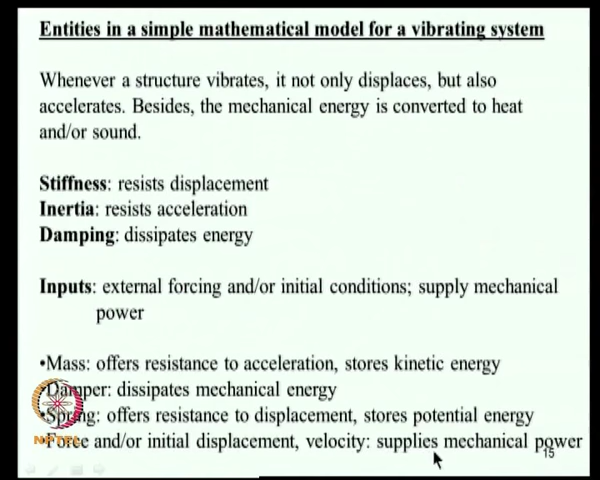 Entities in a simple mathematical model for a vibrating system
Whenever a structure vibrates, it not only displaces, but also
accelerates. Besides, the mechanical energy is converted to heat
and/or sound.
Stiffness: resists displacement
Inertia: resists acceleration
Damping: dissipates energy
Inputs: external forcing and/or initial conditions; supply mechanical
power
•Mass: offers resistance to acceleration, stores kinetic energy
•Damper: dissipates mechanical energy
•Spring: offers resistance to displacement, stores potential energy
•Force and/or initial displacement, velocity: supplies mechanical power
15
NPTEL